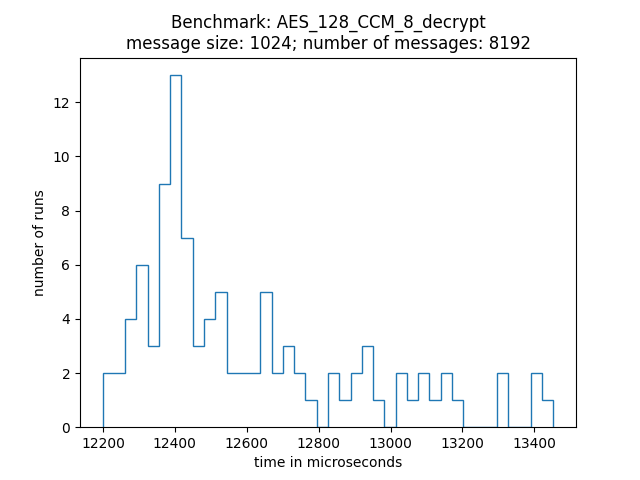 Benchmark: AES_128_CCM_8_decrypt
message size: 1024; number of messages: 8192
12
10
8
6
4
2
0
number of runs
12200 12400 12600 12800 13000 13200 13400
time in microseconds